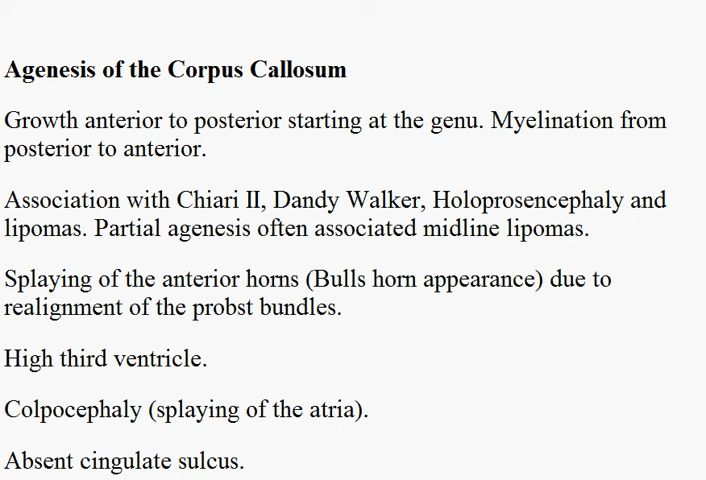 Agenesis of the Corpus Callosum
Growth anterior to posterior starting at the genu. Myelination from
posterior to anterior.
Association with Chiari II, Dandy Walker, Holoprosencephaly and
lipomas. Partial agenesis often associated midline lipomas.
Splaying of the anterior horns (Bulls horn appearance) due to
realignment of the probst bundles.
High third ventricle.
Colpocephaly (splaying of the atria).
Absent cingulate sulcus.